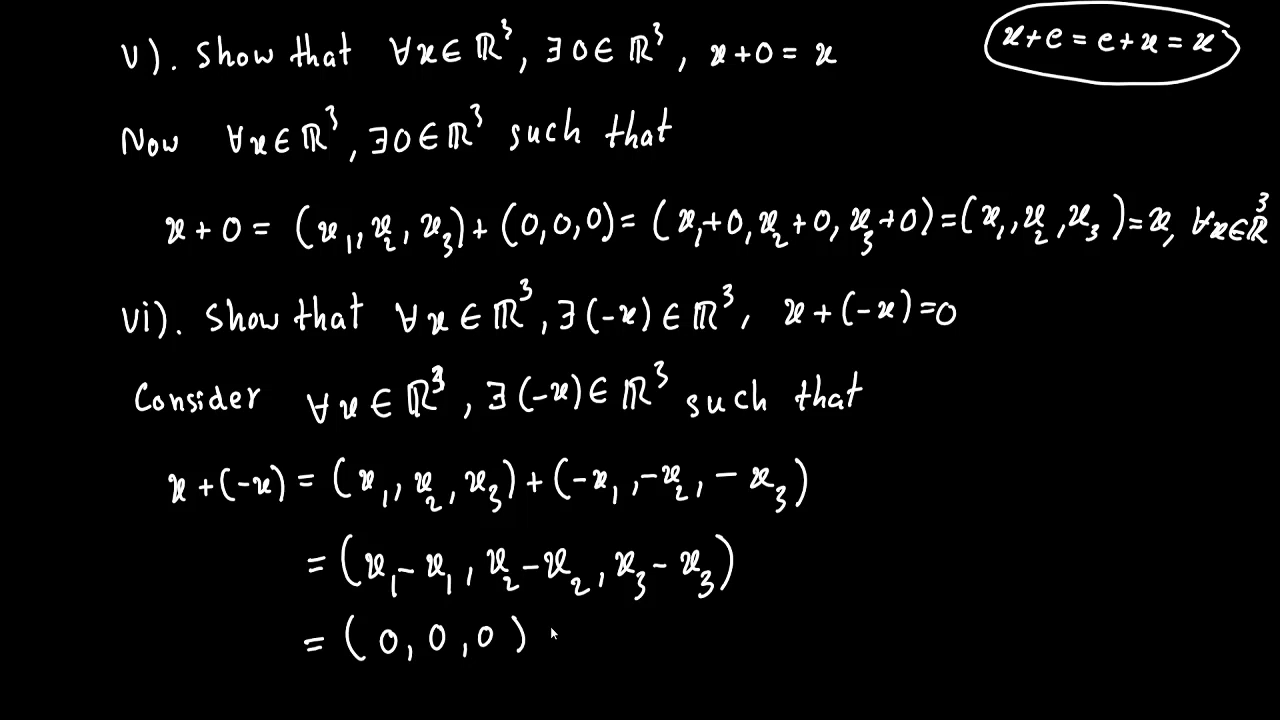 v). Show that ∀x∈ℝ³, ∃0∈ℝ³, x+0=x
x+e=e+x=x
Now ∀x∈ℝ³, ∃0∈ℝ³ such that
x+0=(x₁,x₂,x₃)+(0,0,0)=(x₁+0,x₂+0,x₃+0)=(x₁,x₂,x₃)=x, ∀x∈ℝ³
vi). Show that ∀x∈ℝ³, ∃(-x)∈ℝ³, x+(-x)=0
Consider ∀x∈ℝ³, ∃(-x)∈ℝ³ such that
x+(-x)=(x₁,x₂,x₃)+(-x₁,-x₂,-x₃)
=(x₁-x₁,x₂-x₂,x₃-x₃)
=(0,0,0)